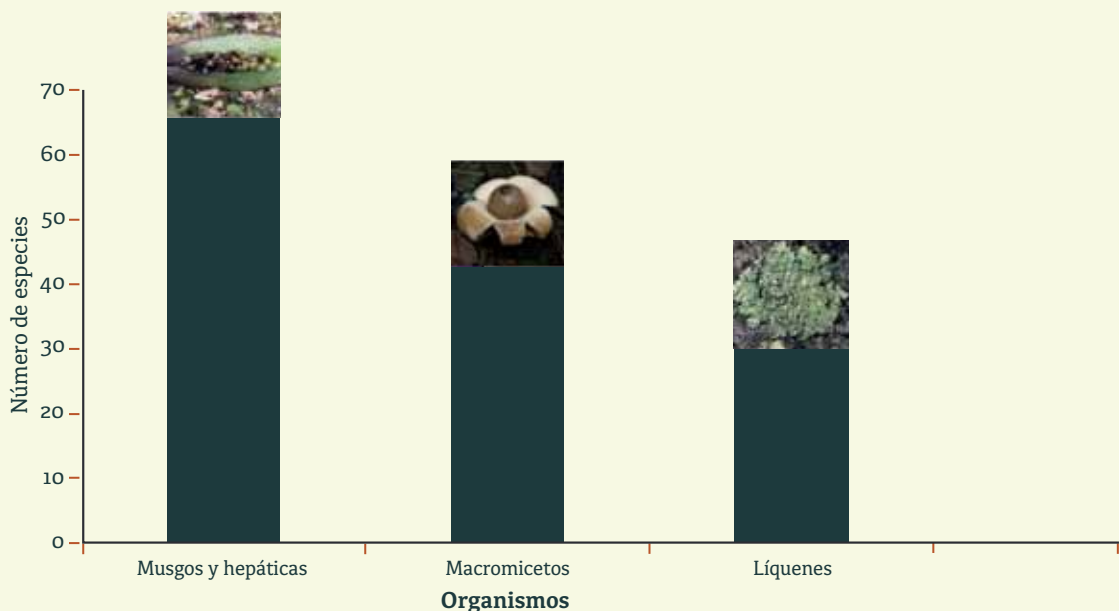 Número de especies
70
60
50
40
30
20
10
0
Musgos y hepáticas
Macromicetos
Líquenes
Organismos